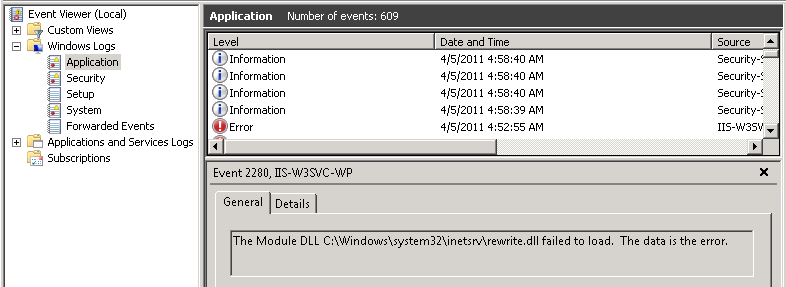 Event Viewer (Local)
Custom Views
Windows Logs
Application
Security
Setup
System
Forwarded Events
Applications and Services Logs
Subscriptions
Application Number of events: 609
Level Date and Time Source
Information 4/5/2011 4:58:40 AM Security-S
Information 4/5/2011 4:58:40 AM Security-S
Information 4/5/2011 4:58:40 AM Security-S
Information 4/5/2011 4:58:39 AM Security-S
Error 4/5/2011 4:52:55 AM IIS-W3SV
Event 2280, IIS-W3SVC-WP
General Details
The Module DLL C:\Windows\system32\inetsrv\rewrite.dll failed to load. The data is the error.